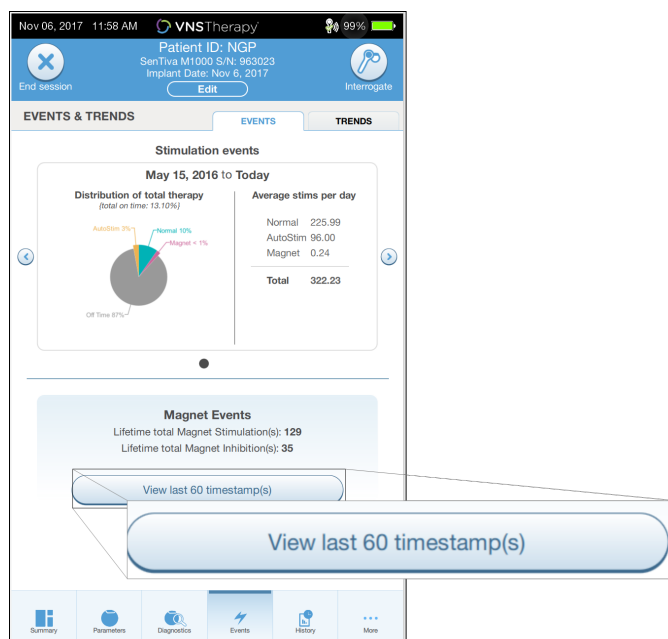 Nov 06, 2017 11:58 AM VNSTherapy 99%
Patient ID: NGP
SenTiva M1000 S/N: 963023
Implant Date: Nov 6, 2017
End session Edit Interrogate
EVENTS & TRENDS EVENTS TRENDS
Stimulation events
May 15, 2016 to Today
Distribution of total therapy
(total on time: 13.10%)
AutoStim 3%
Normal 10%
Magnet < 1%
Off Time 87%
Average stims per day
Normal 225.99
AutoStim 96.00
Magnet 0.24
Total 322.23
Magnet Events
Lifetime total Magnet Stimulation(s): 129
Lifetime total Magnet Inhibition(s): 35
View last 60 timestamp(s)
View last 60 timestamp(s)
Summary Parameters Diagnostics Events History More